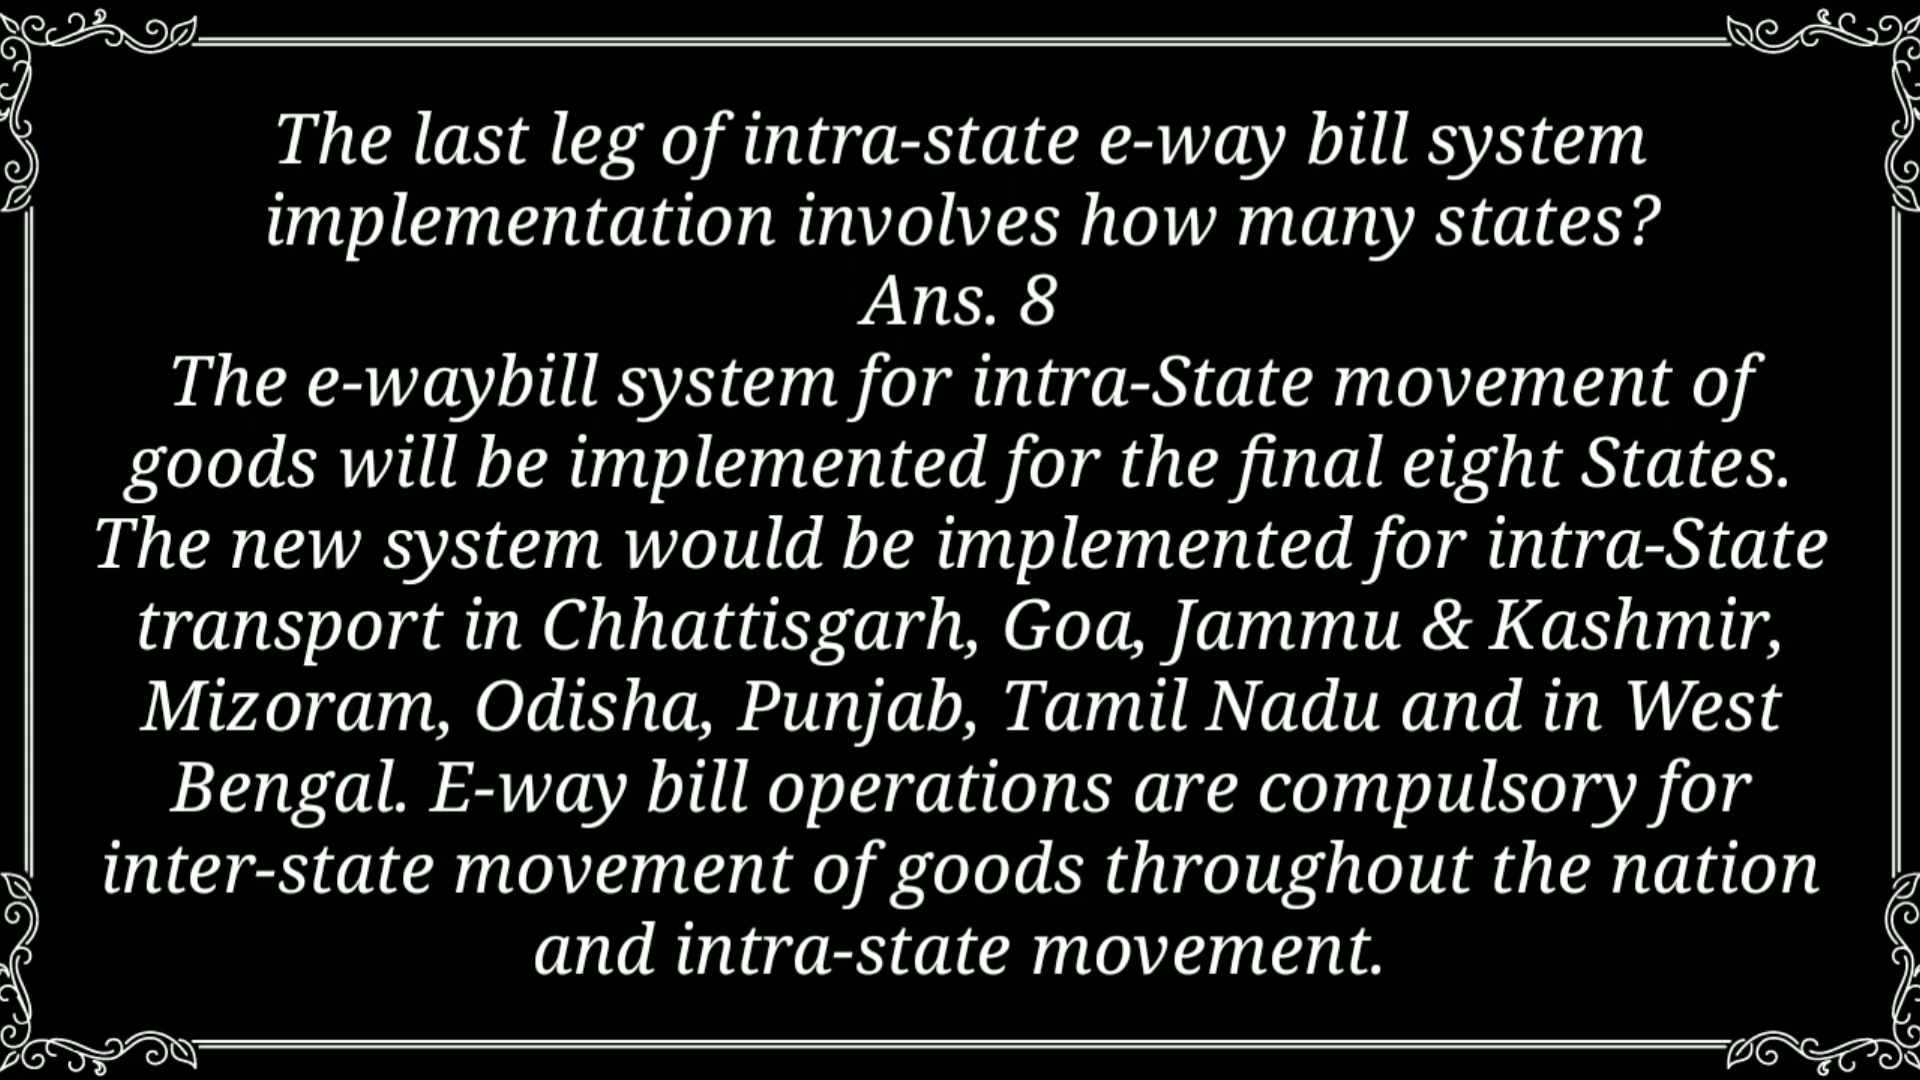 The last leg of intra-state e-way bill system
implementation involves how many states?
Ans. 8
The e-waybill system for intra-State movement of
goods will be implemented for the final eight States.
The new system would be implemented for intra-State
transport in Chhattisgarh, Goa, Jammu & Kashmir,
Mizoram, Odisha, Punjab, Tamil Nadu and in West
Bengal. E-way bill operations are compulsory for
inter-state movement of goods throughout the nation
and intra-state movement.